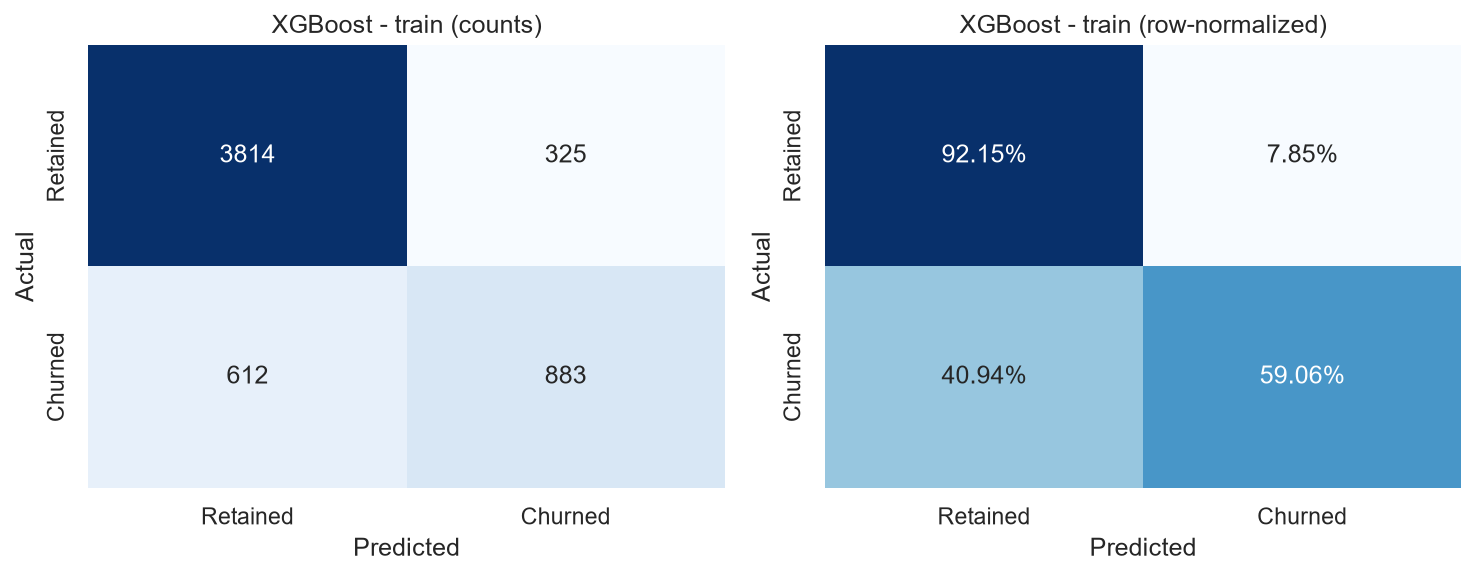 XGBoost - train (counts)
Actual
Retained
3814
325
Churned
612
883
Retained
Churned
Predicted
XGBoost - train (row-normalized)
Actual
Retained
92.15%
7.85%
Churned
40.94%
59.06%
Retained
Churned
Predicted